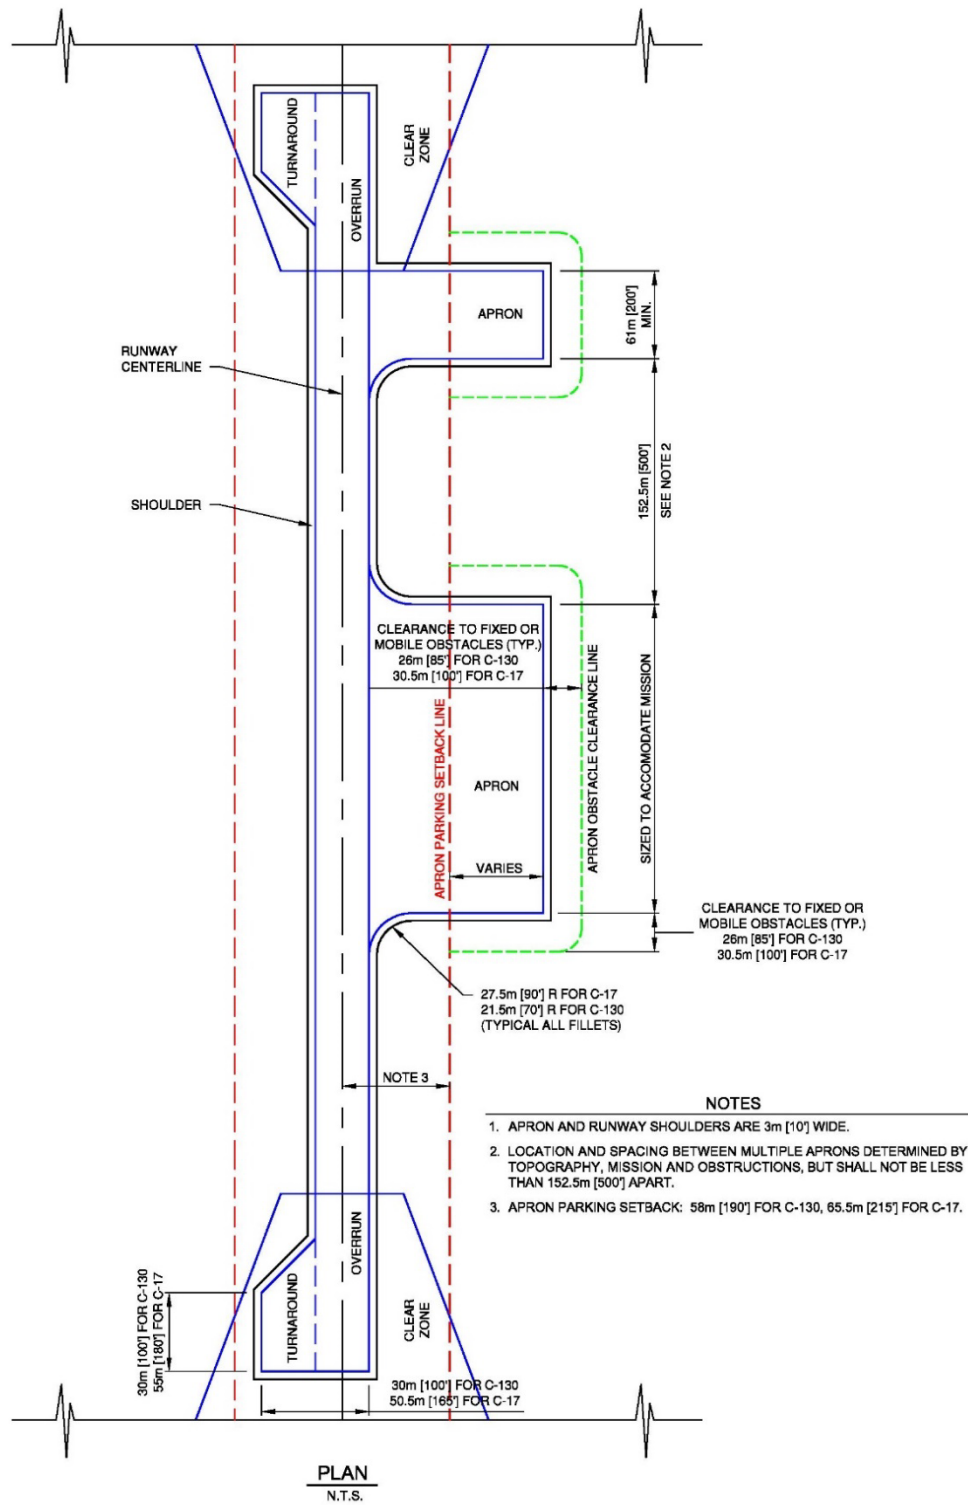 TURNAROUND
OVERRUN
CLEAR
ZONE
APRON
61m [200']
MIN.
RUNWAY
CENTERLINE
SHOULDER
152.5m [500']
SEE NOTE 2
CLEARANCE TO FIXED OR
MOBILE OBSTACLES (TYP.)
26m [85'] FOR C-130
30.5m [100'] FOR C-17
APRON PARKING SETBACK LINE
APRON
VARIES
APRON OBSTACLE CLEARANCE LINE
SIZED TO ACCOMODATE MISSION
CLEARANCE TO FIXED OR
MOBILE OBSTACLES (TYP.)
26m [85'] FOR C-130
30.5m [100'] FOR C-17
27.5m [90'] R FOR C-17
21.5m [70'] R FOR C-130
(TYPICAL ALL FILLETS)
NOTE 3
NOTES
1. APRON AND RUNWAY SHOULDERS ARE 3m [10'] WIDE.
2. LOCATION AND SPACING BETWEEN MULTIPLE APRONS DETERMINED BY
TOPOGRAPHY, MISSION AND OBSTRUCTIONS, BUT SHALL NOT BE LESS
THAN 152.5m [500'] APART.
3. APRON PARKING SETBACK: 58m [190'] FOR C-130, 65.5m [215'] FOR C-17.
30m [100'] FOR C-130
55m [180'] FOR C-17
TURNAROUND
OVERRUN
CLEAR
ZONE
30m [100'] FOR C-130
50.5m [165'] FOR C-17
PLAN
N.T.S.